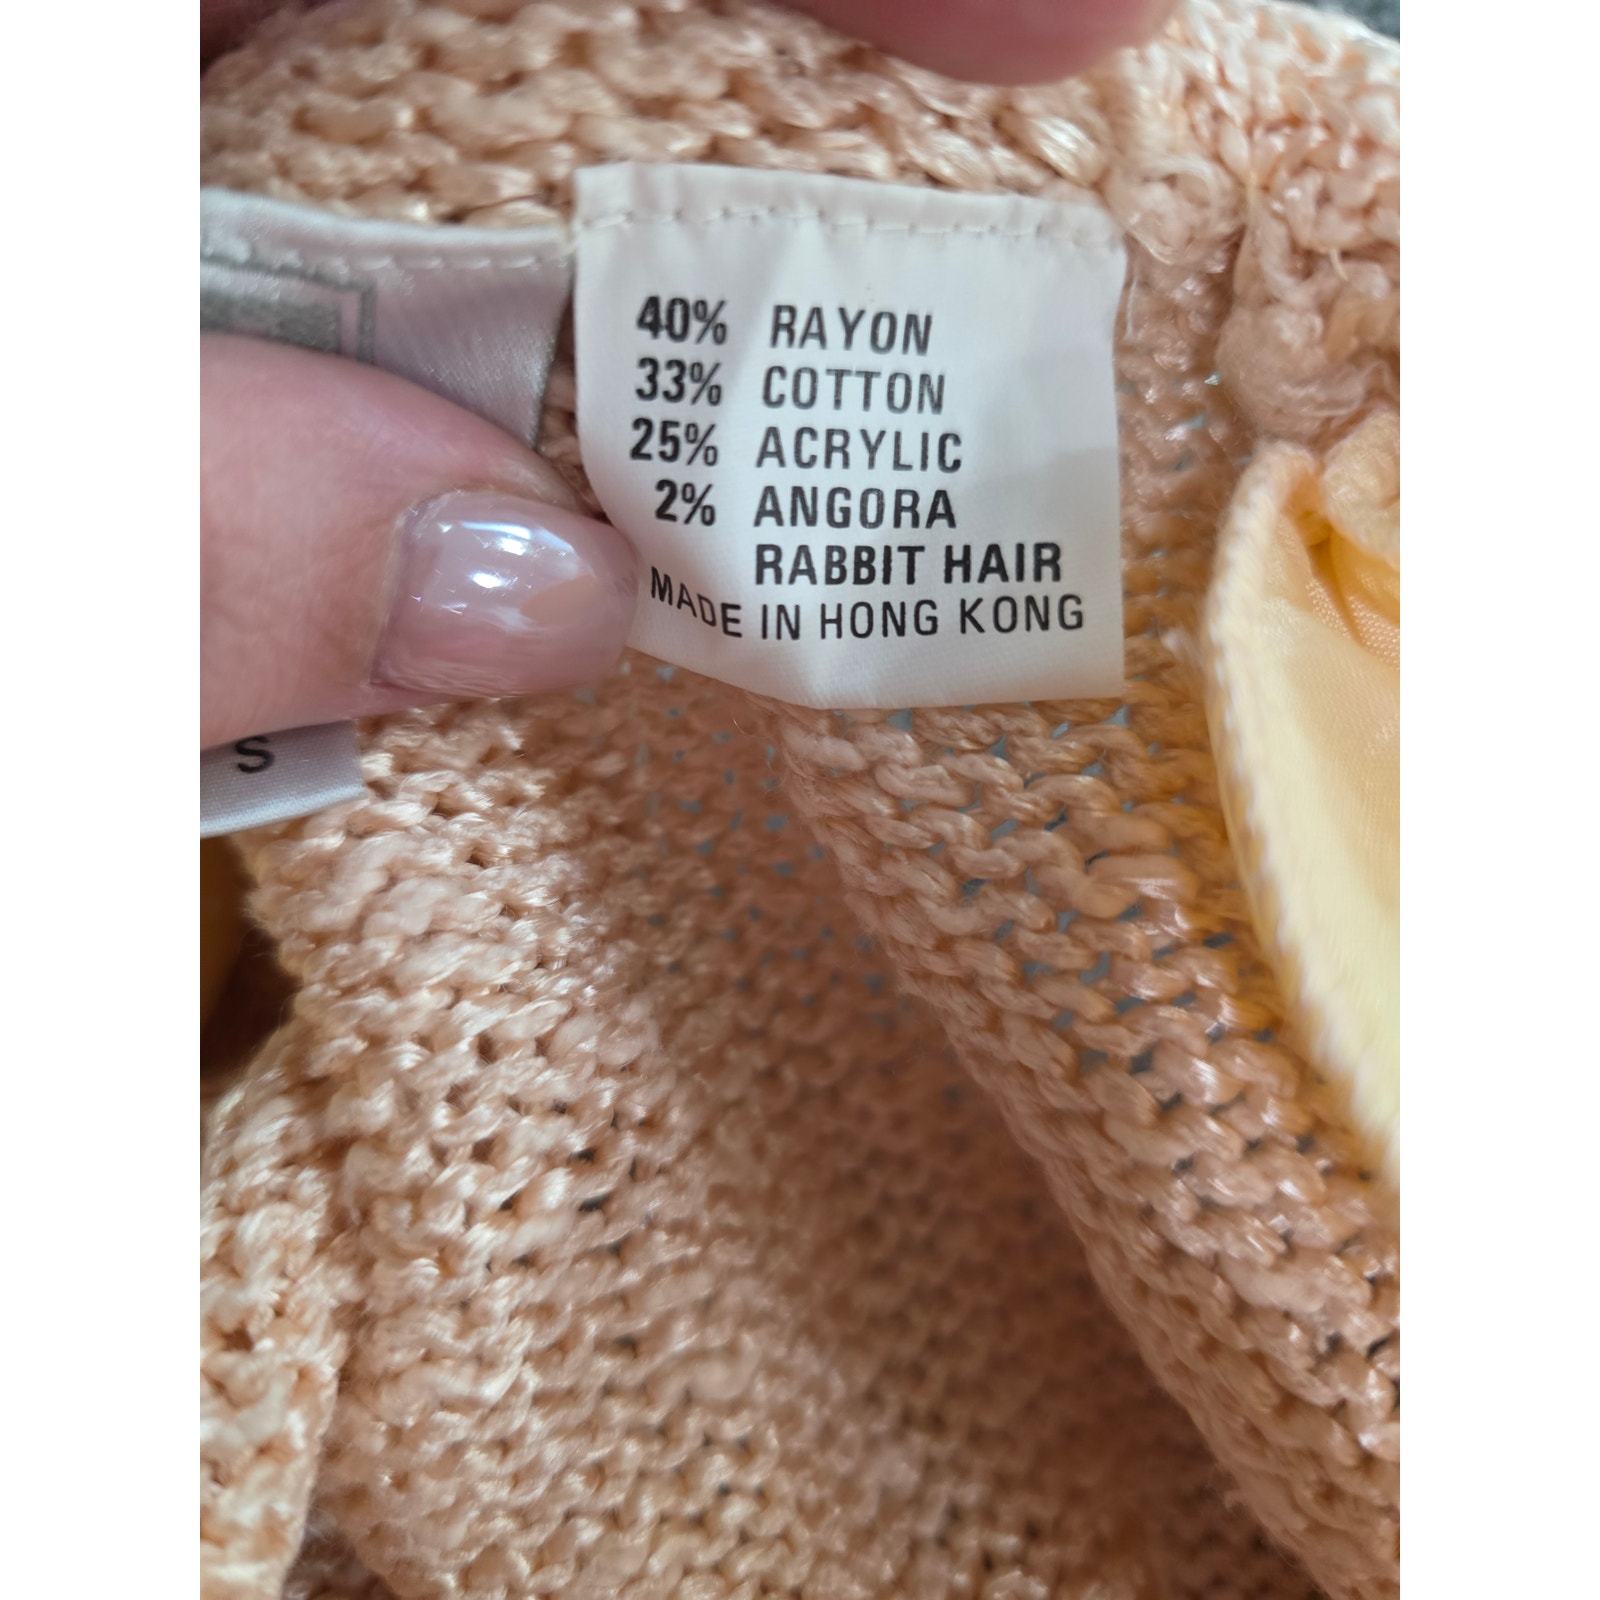 40% RAYON
33% COTTON
25% ACRYLIC
2% ANGORA
RABBIT HAIR
MADE IN HONG KONG
S